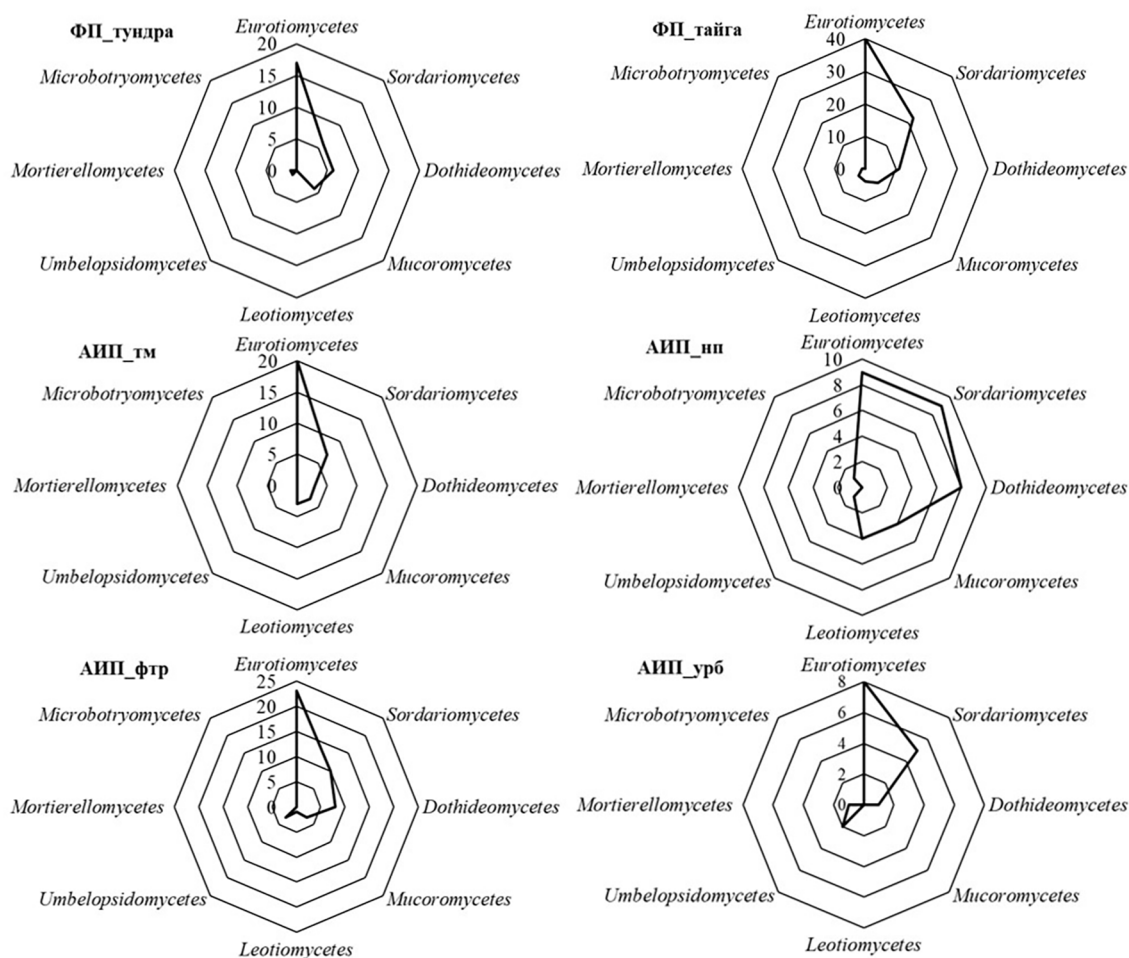 ФП_тундра
Eurotiomycetes
20
15
10
5
0
Microbotryomycetes
Sordariomycetes
Mortierellomycetes
Dothideomycetes
Umbelopsidomycetes
Mucoromycetes
Leotiomycetes
ФП_тайга
Eurotiomycetes
40
30
20
10
0
Microbotryomycetes
Sordariomycetes
Mortierellomycetes
Dothideomycetes
Umbelopsidomycetes
Mucoromycetes
Leotiomycetes
АИП_тм
Eurotiomycetes
20
15
10
5
0
Microbotryomycetes
Sordariomycetes
Mortierellomycetes
Dothideomycetes
Umbelopsidomycetes
Mucoromycetes
Leotiomycetes
АИП_нп
Eurotiomycetes
10
8
6
4
2
0
Microbotryomycetes
Sordariomycetes
Mortierellomycetes
Dothideomycetes
Umbelopsidomycetes
Mucoromycetes
Leotiomycetes
АИП_фтр
Eurotiomycetes
25
20
15
10
5
0
Microbotryomycetes
Sordariomycetes
Mortierellomycetes
Dothideomycetes
Umbelopsidomycetes
Mucoromycetes
Leotiomycetes
АИП_урб
Eurotiomycetes
8
6
4
2
0
Microbotryomycetes
Sordariomycetes
Mortierellomycetes
Dothideomycetes
Umbelopsidomycetes
Mucoromycetes
Leotiomycetes